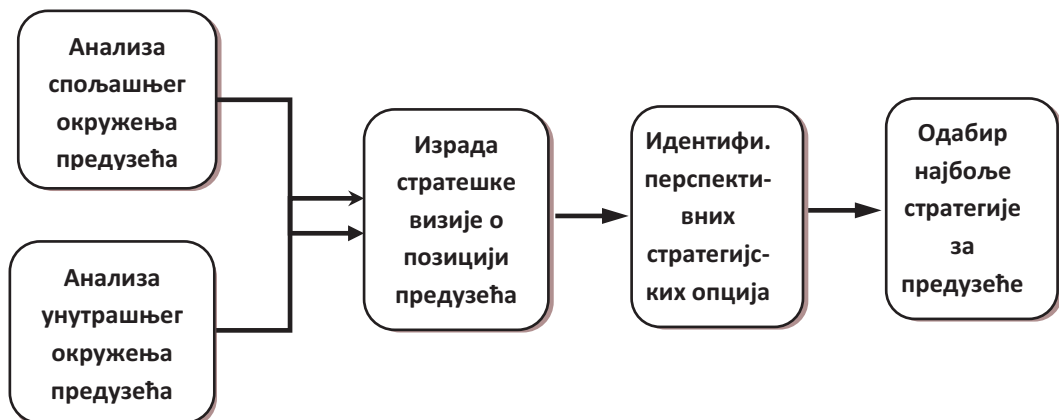 Анализа
спољашњег
окружења
предузећа
Анализа
унутрашњег
окружења
предузећа
Израда
стратешке
визије о
позицији
предузећа
Идентифи.
перспекти-
вних
стратегијс-
ких опција
Одабир
најбоље
стратегије
за
предузеће